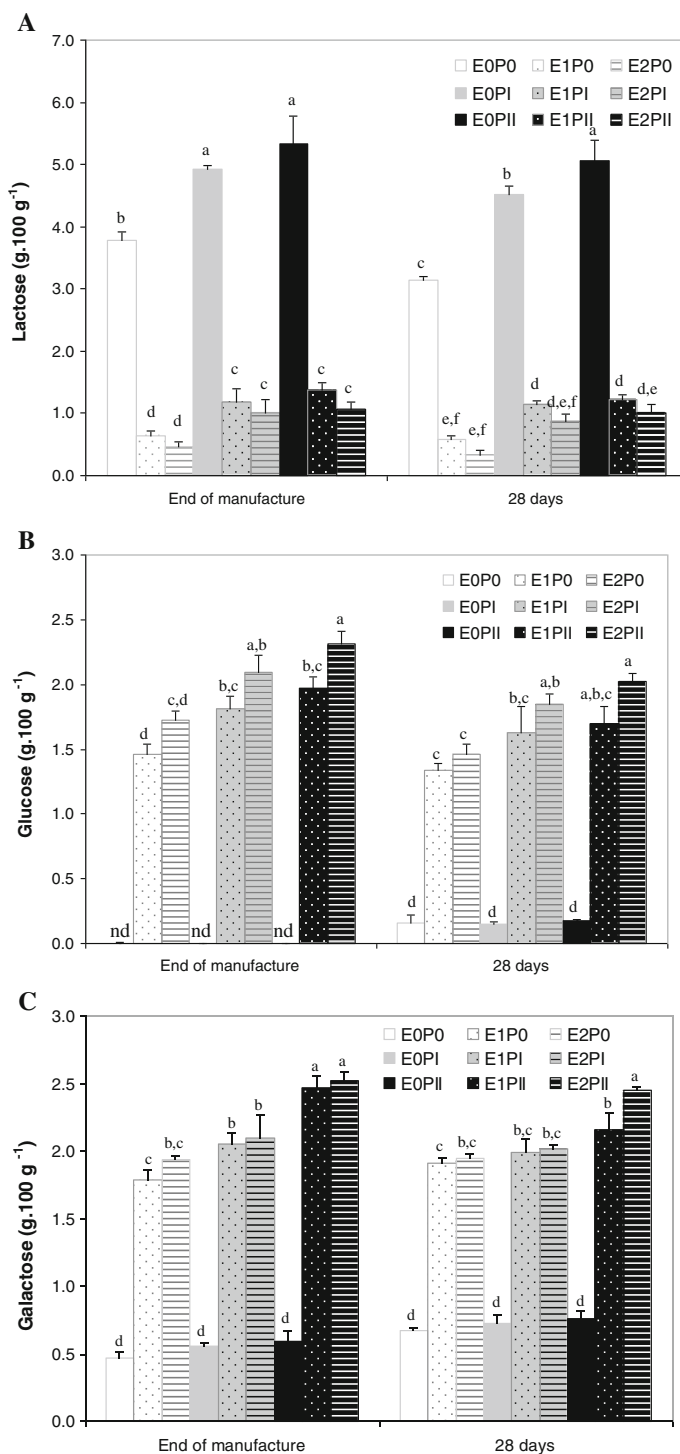 A
7.0
6.0
5.0
4.0
3.0
2.0
1.0
0.0
Lactose (g.100 g⁻¹)
E0P0 E1P0 E2P0
E0PI E1PI E2PI
E0PII E1PII E2PII
b
d
d
a
c
c
a
c
c
c
e,f
e,f
b
d
d,e,f
a
d
d,e
End of manufacture
28 days
B
3.0
2.5
2.0
1.5
1.0
0.5
0.0
Glucose (g.100 g⁻¹)
E0P0 E1P0 E2P0
E0PI E1PI E2PI
E0PII E1PII E2PII
nd
d
c,d
nd
b,c
a,b
nd
b,c
a
d
c
c
d
b,c
a,b
d
a,b,c
a
End of manufacture
28 days
C
3.0
2.5
2.0
1.5
1.0
0.5
0.0
Galactose (g.100 g⁻¹)
E0P0 E1P0 E2P0
E0PI E1PI E2PI
E0PII E1PII E2PII
d
c
b,c
d
b
b
d
a
a
d
c
b,c
d
b,c
b,c
d
b
a
End of manufacture
28 days